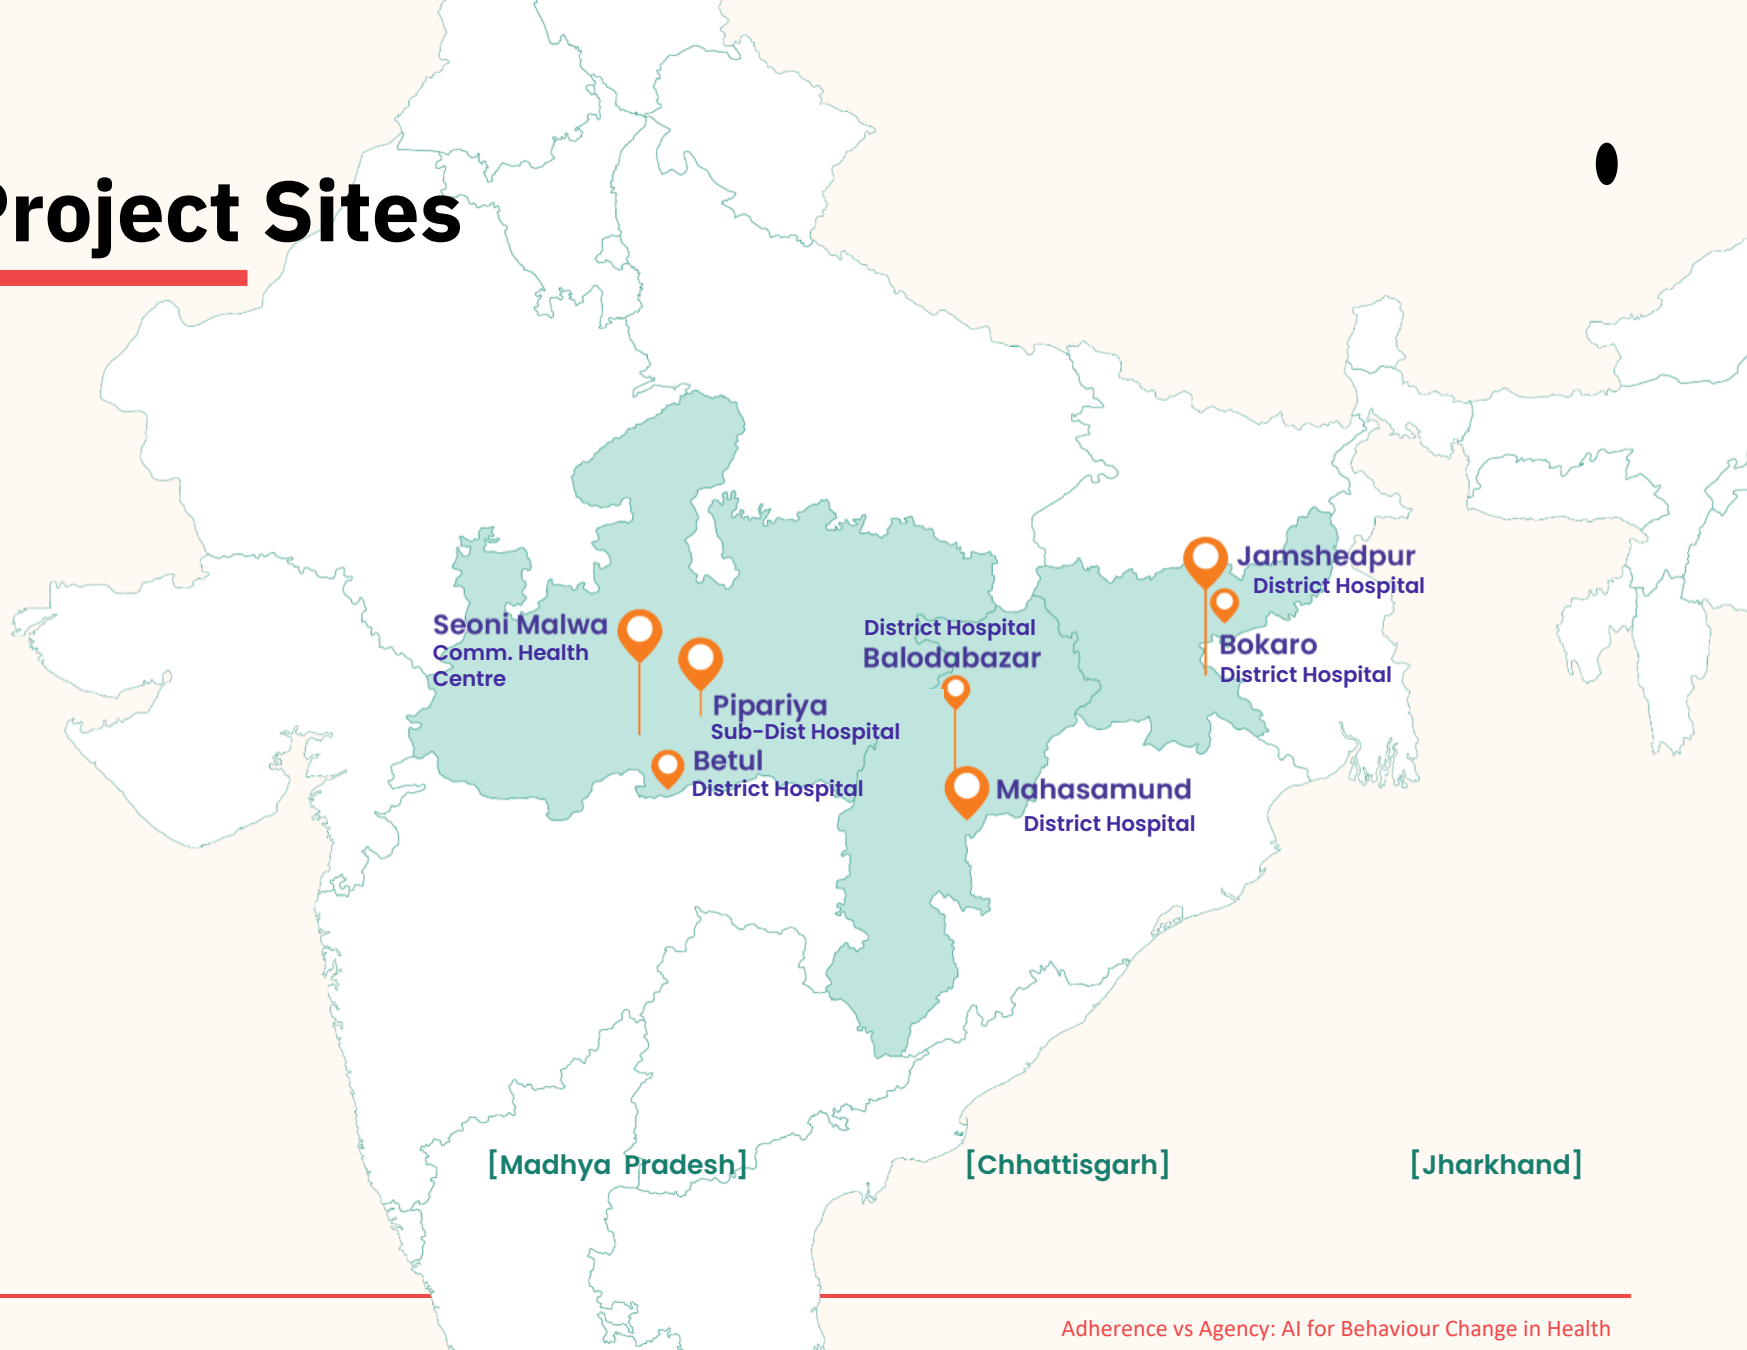 Project Sites
Jamshedpur
District Hospital
Seoni Malwa
Comm. Health
Centre
District Hospital
Balodabazar
Bokaro
District Hospital
Pipariya
Sub-Dist Hospital
Betul
District Hospital
Mahasamund
District Hospital
[Madhya Pradesh]
[Chhattisgarh]
[Jharkhand]
Adherence vs Agency: AI for Behaviour Change in Health